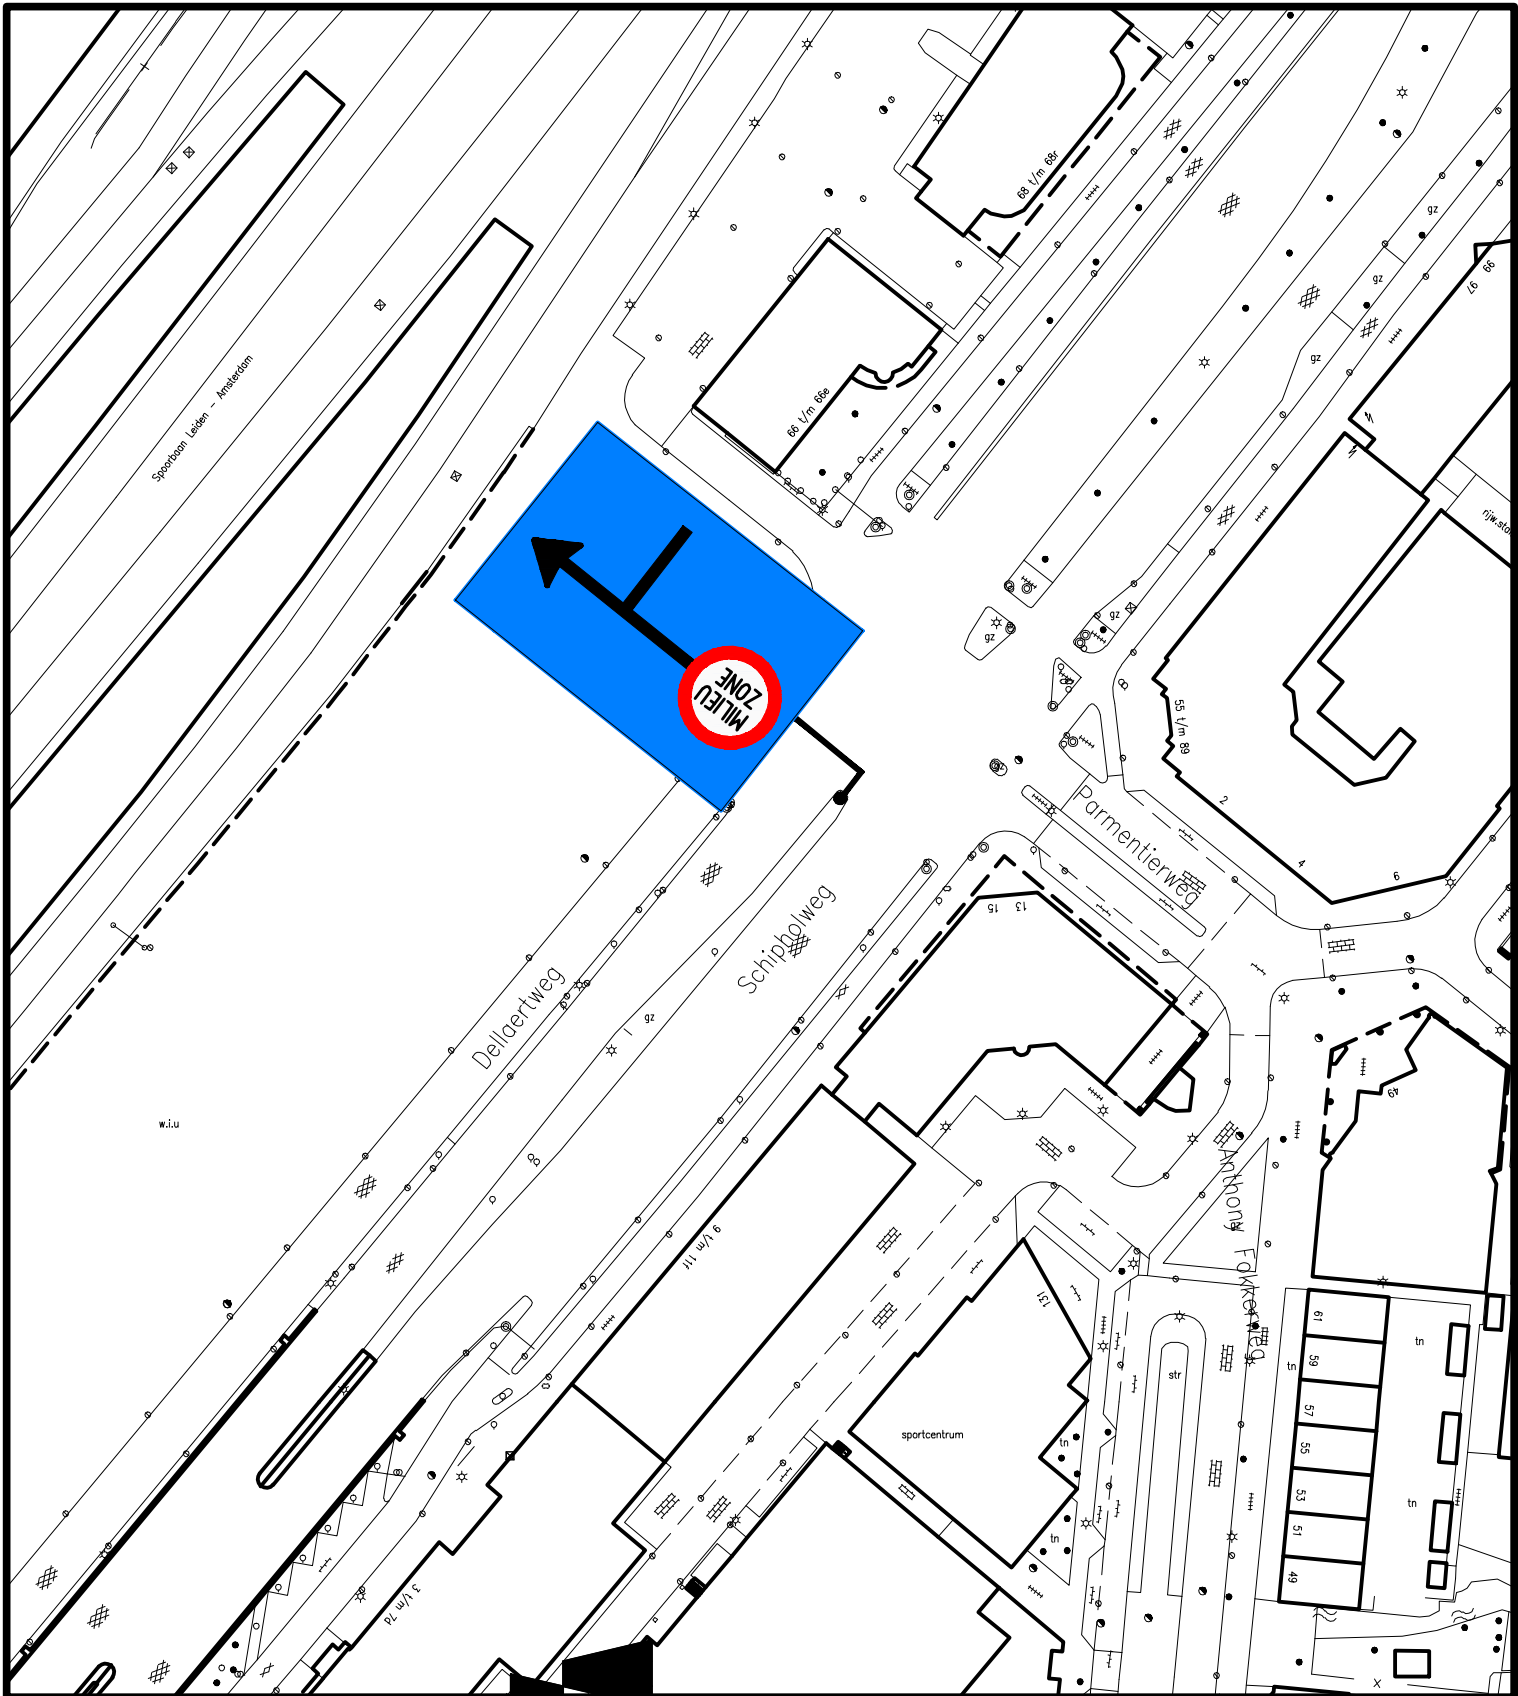 68 t/m 68r
gz
gz
gz
99
97
66 t/m 66e
Spoorbaan Leiden - Amsterdam
gz
gz
MILIEU
ZONE
55 t/m 89
2
4
6
Parmentierweg
15
13
Schipholweg
Dellaertweg
gz
w.i.u
49
Anthony Fokkerweg
9 t/m 11f
131
61
59
57
55
53
51
49
tn
tn
tn
str
sportcentrum
tn
tn
3 t/m 7d